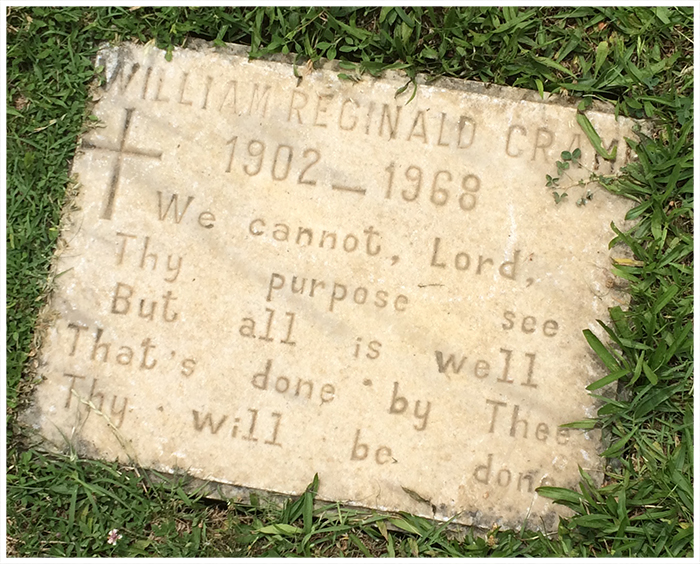 WILLIAM REGINALD
1902 – 1968
We cannot, Lord,
Thy purpose see
But all is well
That's done by Thee
Thy will be done